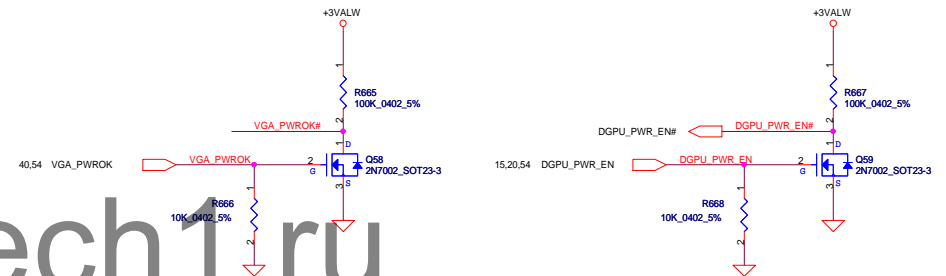 +3VALW
1
R665
100K_0402_5%
2
VGA_PWROK#
1
D
40,54 VGA_PWROK
VGA_PWROK
2
G
Q58
2N7002_SOT23-3
S
3
1
R666
10K_0402_5%
2
+3VALW
1
R667
100K_0402_5%
2
DGPU_PWR_EN#
DGPU_PWR_EN#
1
D
15,20,54 DGPU_PWR_EN
DGPU_PWR_EN
2
G
Q59
2N7002_SOT23-3
S
3
1
R668
10K_0402_5%
2
ech1.ru